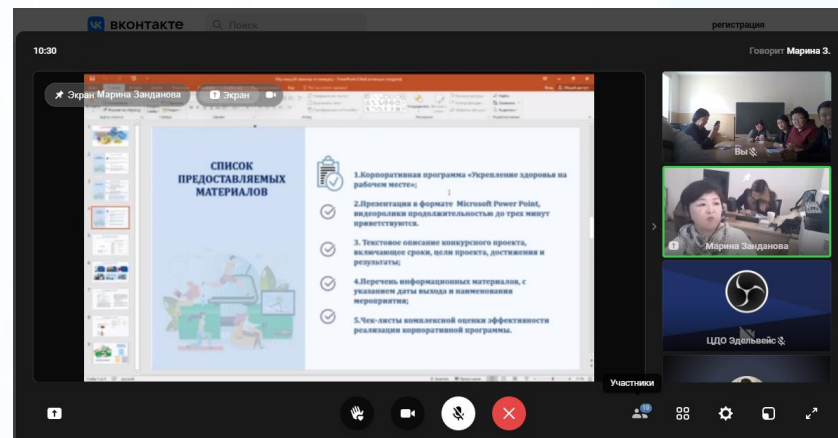 вконтакте
Поиск
регистрация
10:30
Говорит Марина З.
Экран Марина Занданова
Экран
СПИСОК
ПРЕДОСТАВЛЯЕМЫХ
МАТЕРИАЛОВ
1.Корпоративная программа «Укрепление здоровья на
рабочем месте»;
2.Презентация в формате Microsoft Power Point,
видеоролики продолжительностью до трех минут
приветствуются.
3. Текстовое описание конкурсного проекта,
включающее сроки, цели проекта, достижения и
результаты;
4.Перечень информационных материалов, с
указанием даты выхода и наименования
мероприятия;
5.Чек-листы комплексной оценки эффективности
реализации корпоративной программы.
Вы
Марина Занданова
ЦДО Эдельвейс
Участники
19